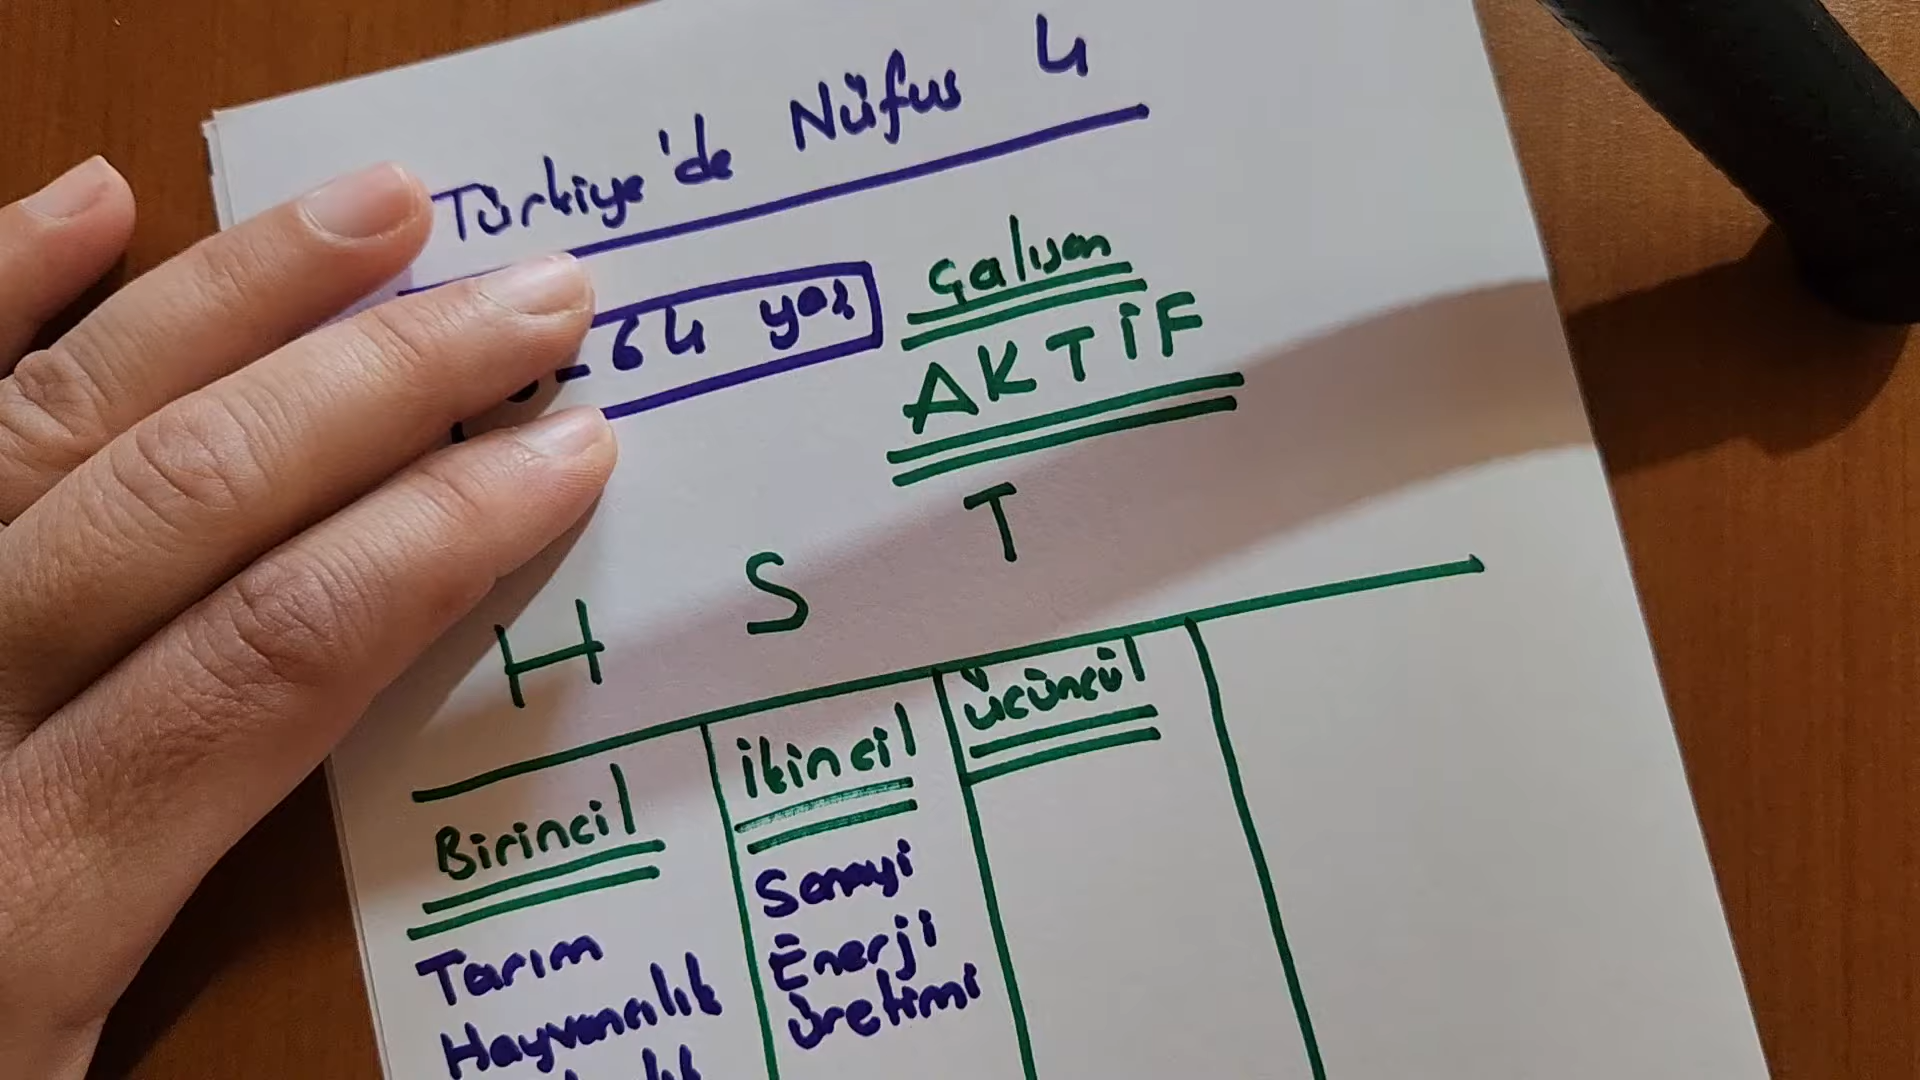 Türkiye'de Nüfus 4
- 64 yaş
Çalışan
AKTİF
H S T
Birincil
İkincil
Üçüncül
Tarım
Hayvancılık
Sanayi
Enerji
Üretimi